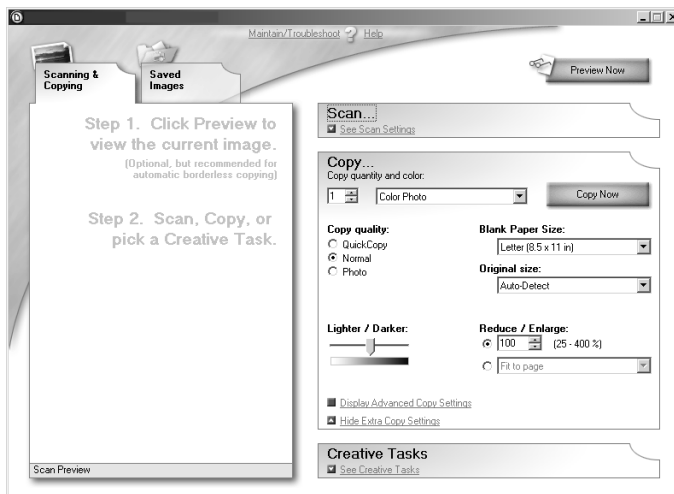 Maintain/Troubleshoot ? Help
Scanning &
Copying
Saved
Images
Preview Now
Step 1. Click Preview to
view the current image.
(Optional, but recommended for
automatic borderless copying)
Step 2. Scan, Copy, or
pick a Creative Task.
Scan Preview
Scan...
See Scan Settings
Copy...
Copy quantity and color:
1
Color Photo
Copy Now
Copy quality:
QuickCopy
Normal
Photo
Blank Paper Size:
Letter (8.5 x 11 in)
Original size:
Auto-Detect
Lighter / Darker:
Reduce / Enlarge:
100 (25 - 400 %)
Fit to page
Display Advanced Copy Settings
Hide Extra Copy Settings
Creative Tasks
See Creative Tasks